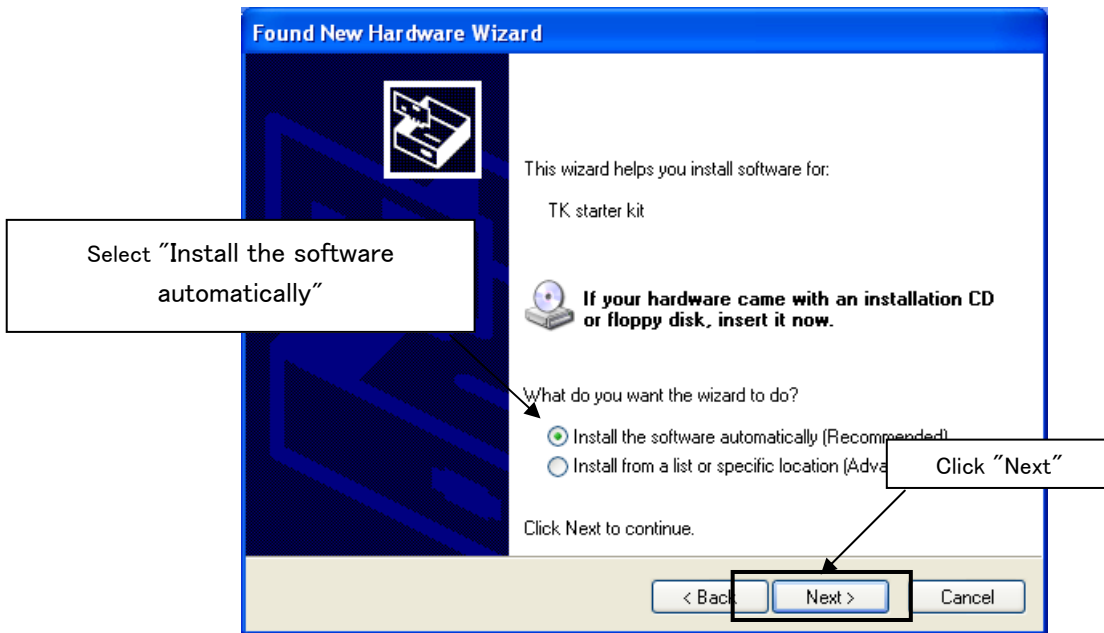 Found New Hardware Wizard
This wizard helps you install software for:
TK starter kit
Select "Install the software
automatically"
If your hardware came with an installation CD
or floppy disk, insert it now.
What do you want the wizard to do?
Install the software automatically (Recommended)
Install from a list or specific location (Adva
Click "Next"
Click Next to continue.
< Back
Next >
Cancel